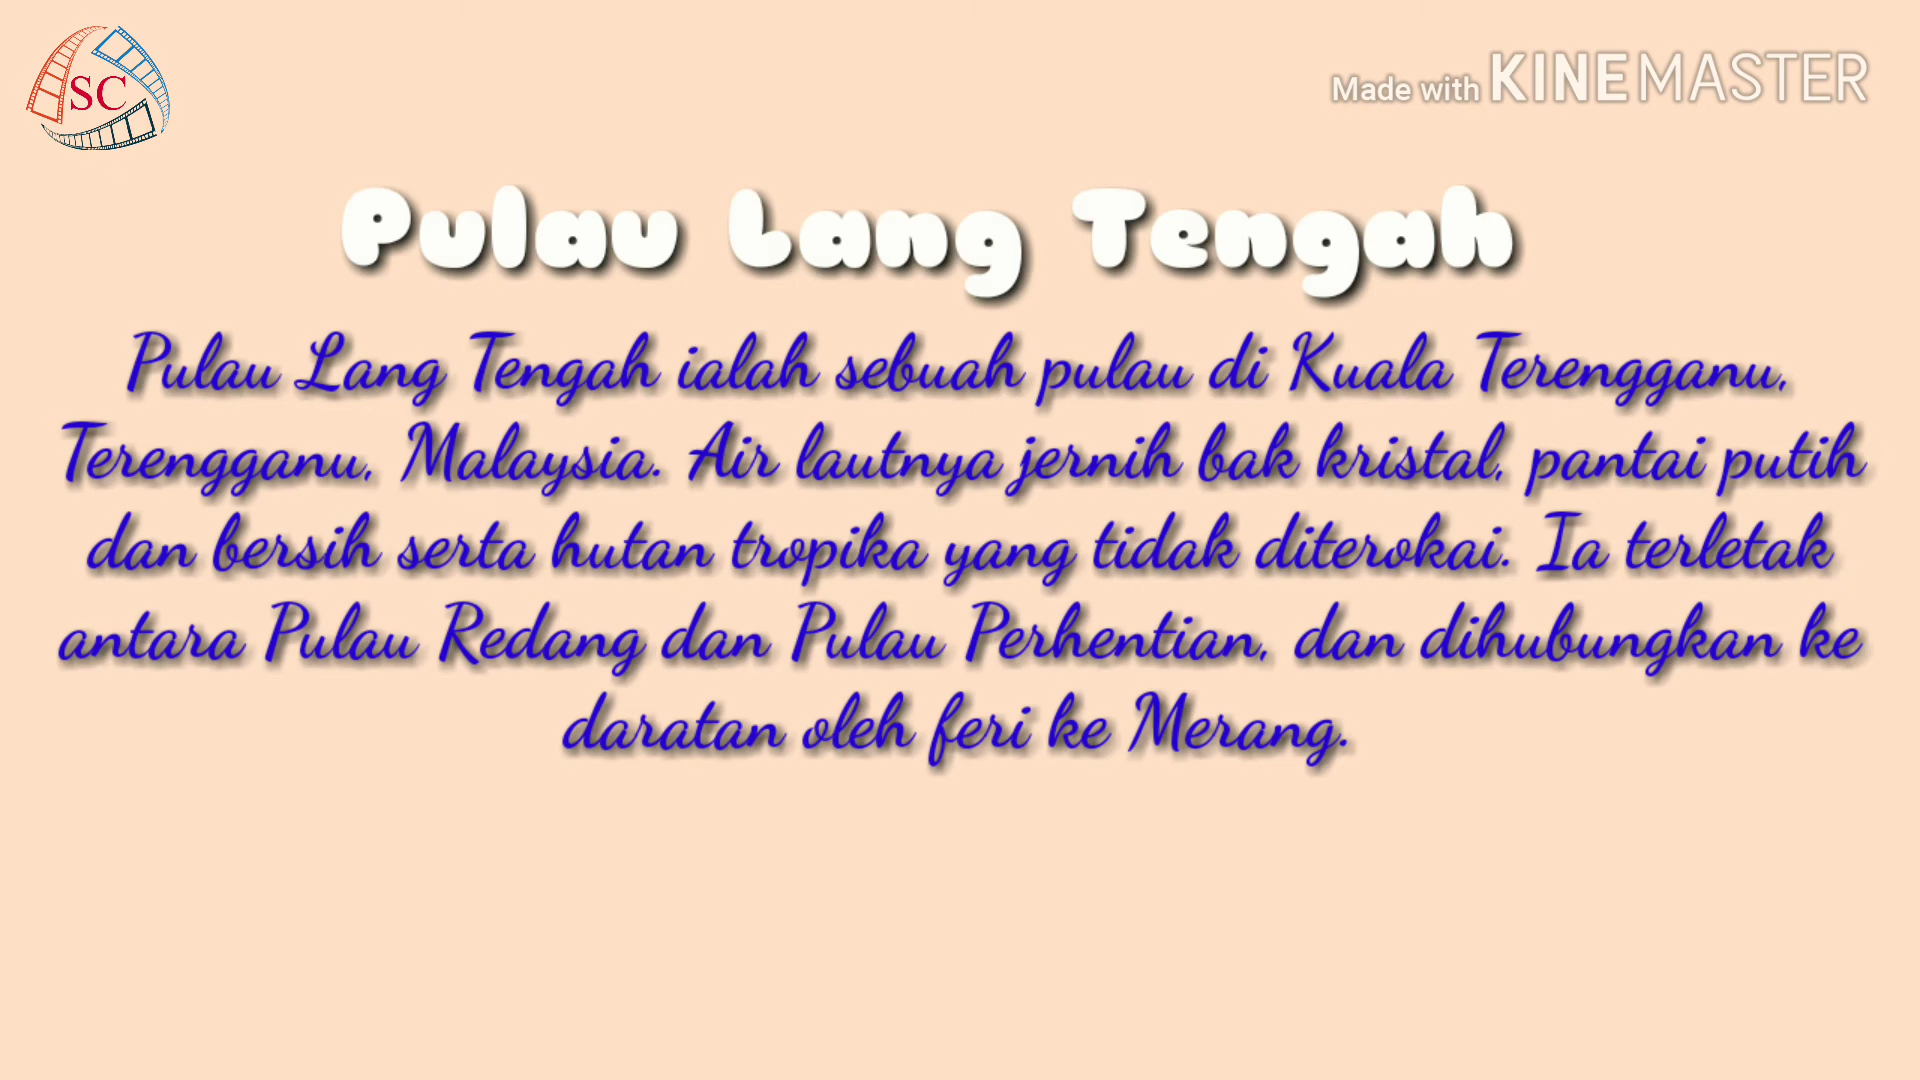 SC
Made with KINEMASTER
Pulau Lang Tengah
Pulau Lang Tengah ialah sebuah pulau di Kuala Terengganu,
Terengganu, Malaysia. Air lautnya jernih bak kristal, pantai putih
dan bersih serta hutan tropika yang tidak diterokai. Ia terletak
antara Pulau Redang dan Pulau Perhentian, dan dihubungkan ke
daratan oleh feri ke Merang.